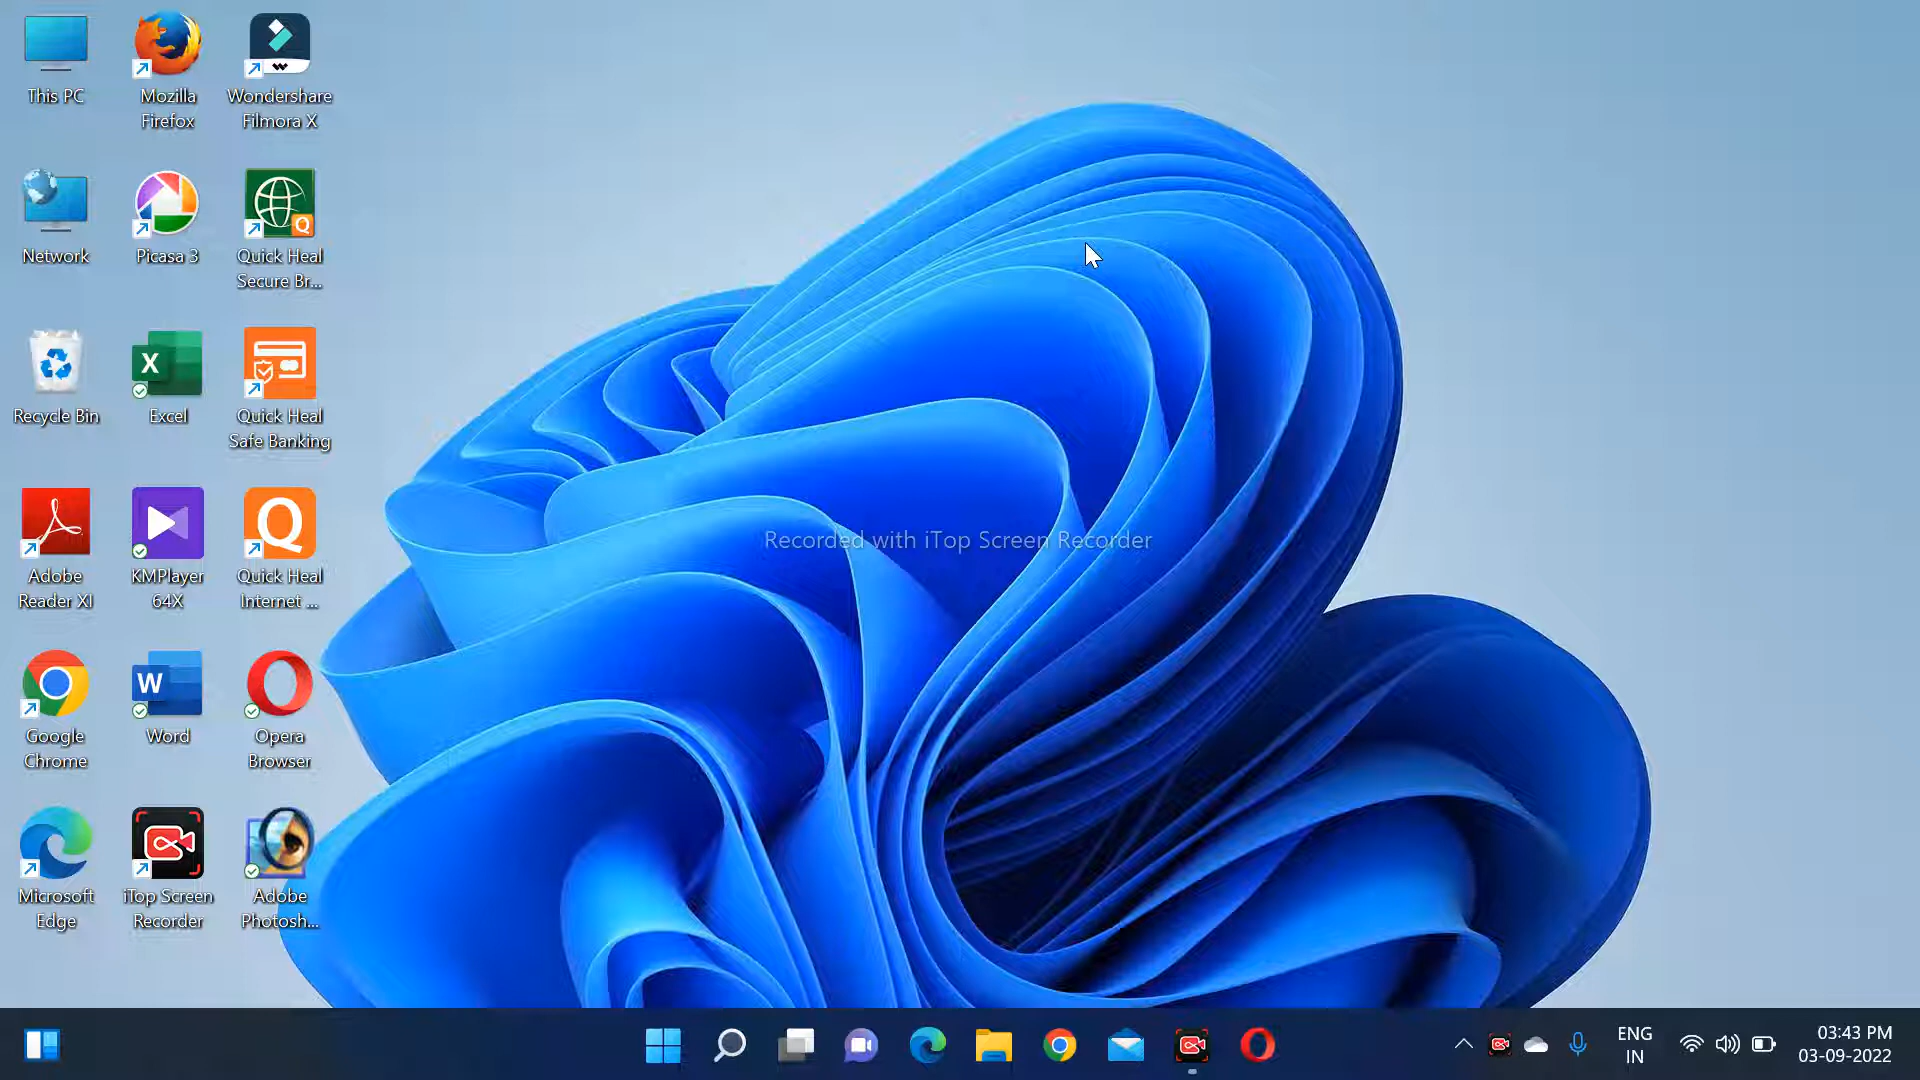 This PC
Mozilla
Firefox
Wondershare
Filmora X
Network
Picasa 3
Quick Heal
Secure Br...
Recycle Bin
Excel
Quick Heal
Safe Banking
Adobe
Reader XI
KMPlayer
64X
Quick Heal
Internet ...
Google
Chrome
Word
Opera
Browser
Microsoft
Edge
iTop Screen
Recorder
Adobe
Photosh...
Recorded with iTop Screen Recorder
ENG
IN
03:43 PM
03-09-2022